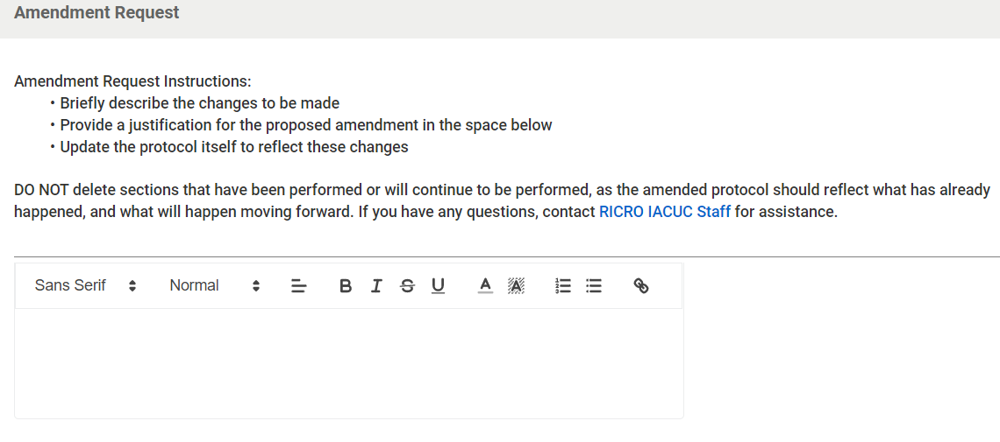 Amendment Request
Amendment Request Instructions:
• Briefly describe the changes to be made
• Provide a justification for the proposed amendment in the space below
• Update the protocol itself to reflect these changes
DO NOT delete sections that have been performed or will continue to be performed, as the amended protocol should reflect what has already
happened, and what will happen moving forward. If you have any questions, contact RICRO IACUC Staff for assistance.
Sans Serif Normal B I S U A A